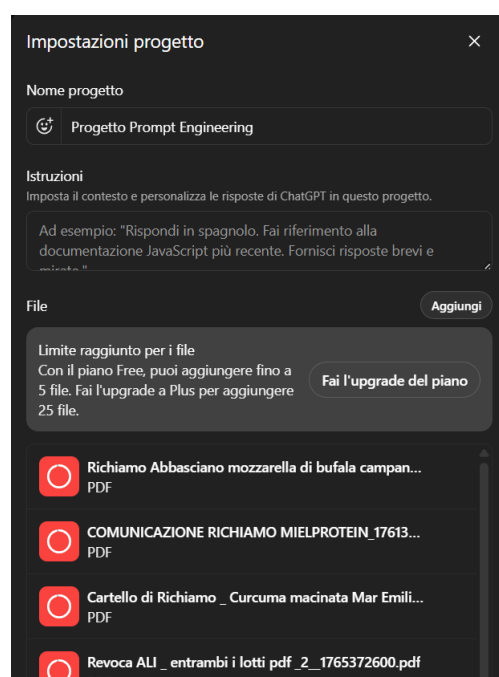 Impostazioni progetto
Nome progetto
Progetto Prompt Engineering
Istruzioni
Imposta il contesto e personalizza le risposte di ChatGPT in questo progetto.
Ad esempio: "Rispondi in spagnolo. Fai riferimento alla
documentazione JavaScript più recente. Fornisci risposte brevi e
mirate."
File
Aggiungi
Limite raggiunto per i file
Con il piano Free, puoi aggiungere fino a
5 file. Fai l'upgrade a Plus per aggiungere
25 file.
Fai l'upgrade del piano
Richiamo Abbasciano mozzarella di bufala campan...
PDF
COMUNICAZIONE RICHIAMO MIELPROTEIN_17613...
PDF
Cartello di Richiamo _ Curcuma macinata Mar Emili...
PDF
Revoca ALI _ entrambi i lotti pdf _2__1765372600.pdf